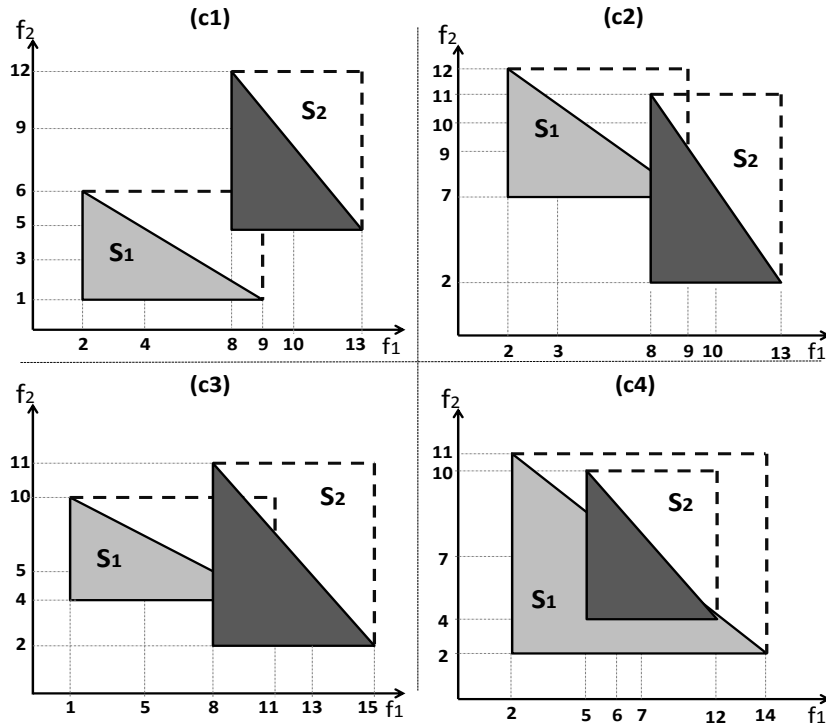 (c1)
f2
12
9
6
5
3
1
S1
S2
2 4 8 9 10 13 f1
(c2)
f2
12
11
10
9
7
2
S1
S2
2 3 8 9 10 13 f1
(c3)
f2
11
10
5
4
2
S1
S2
1 5 8 11 13 15 f1
(c4)
f2
11
10
7
4
2
S1
S2
2 5 6 7 12 14 f1